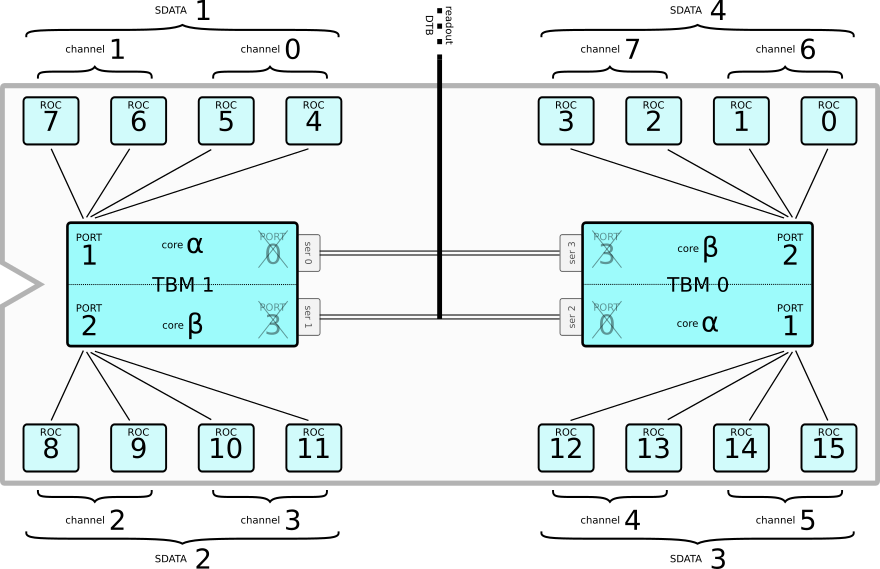 SDATA 1
readout
DTB
SDATA 4
channel 1
channel 0
channel 7
channel 6
ROC
7
ROC
6
ROC
5
ROC
4
ROC
3
ROC
2
ROC
1
ROC
0
PORT
1
core α
PORT
0
ser 0
TBM 1
PORT
2
core β
PORT
3
ser 1
ser 3
PORT
3
core β
PORT
2
TBM 0
ser 2
PORT
0
core α
PORT
1
ROC
8
ROC
9
ROC
10
ROC
11
ROC
12
ROC
13
ROC
14
ROC
15
channel 2
channel 3
channel 4
channel 5
SDATA 2
SDATA 3